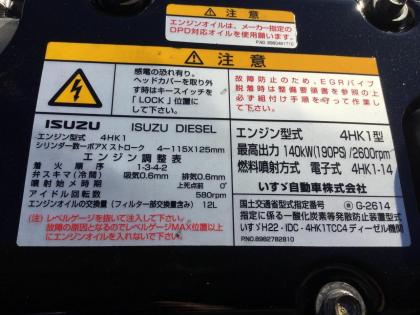 注意
エンジンオイルは、メーカー指定の
DPD対応オイルを使用願います。
注意
感電の恐れ有り。
ヘッドカバーを取り外
す時はキースイッチを
「LOCK」位置に
して下さい。
故障防止のため、EGRパイプ
脱着時は整備要領書を参照の上
必ず組付け手順を守って作業
して下さい。
ISUZU ISUZU DIESEL
エンジン型式 4HK1
シリンダー数ーボアXストローク 4-115X125mm
エンジン調整表
着火順序 1-3-4-2
弁スキマ(冷間) 吸気0.6mm 排気0.6mm
噴射始メ時期 上死点前 0°
アイドル回転数 580rpm
エンジンオイルの交換量(フィルター部交換量含み) 12L
(注)レベルゲージを抜いて注入して下さい。
故障の原因となるのでレベルゲージMAX位置以上
にエンジンオイルを入れないで下さい。
エンジン型式 4HK1型
最高出力 140kW(190PS)/2600rpm
燃料噴射方式 電子式 4HK1-14
いすゞ自動車株式会社
国土交通省型式指定番号 G-2614
指定に係る一酸化炭素等発散防止装置型式
いすゞH22-IDC-4HK1TCC4 ディーゼル機関
P.NO.8982782810